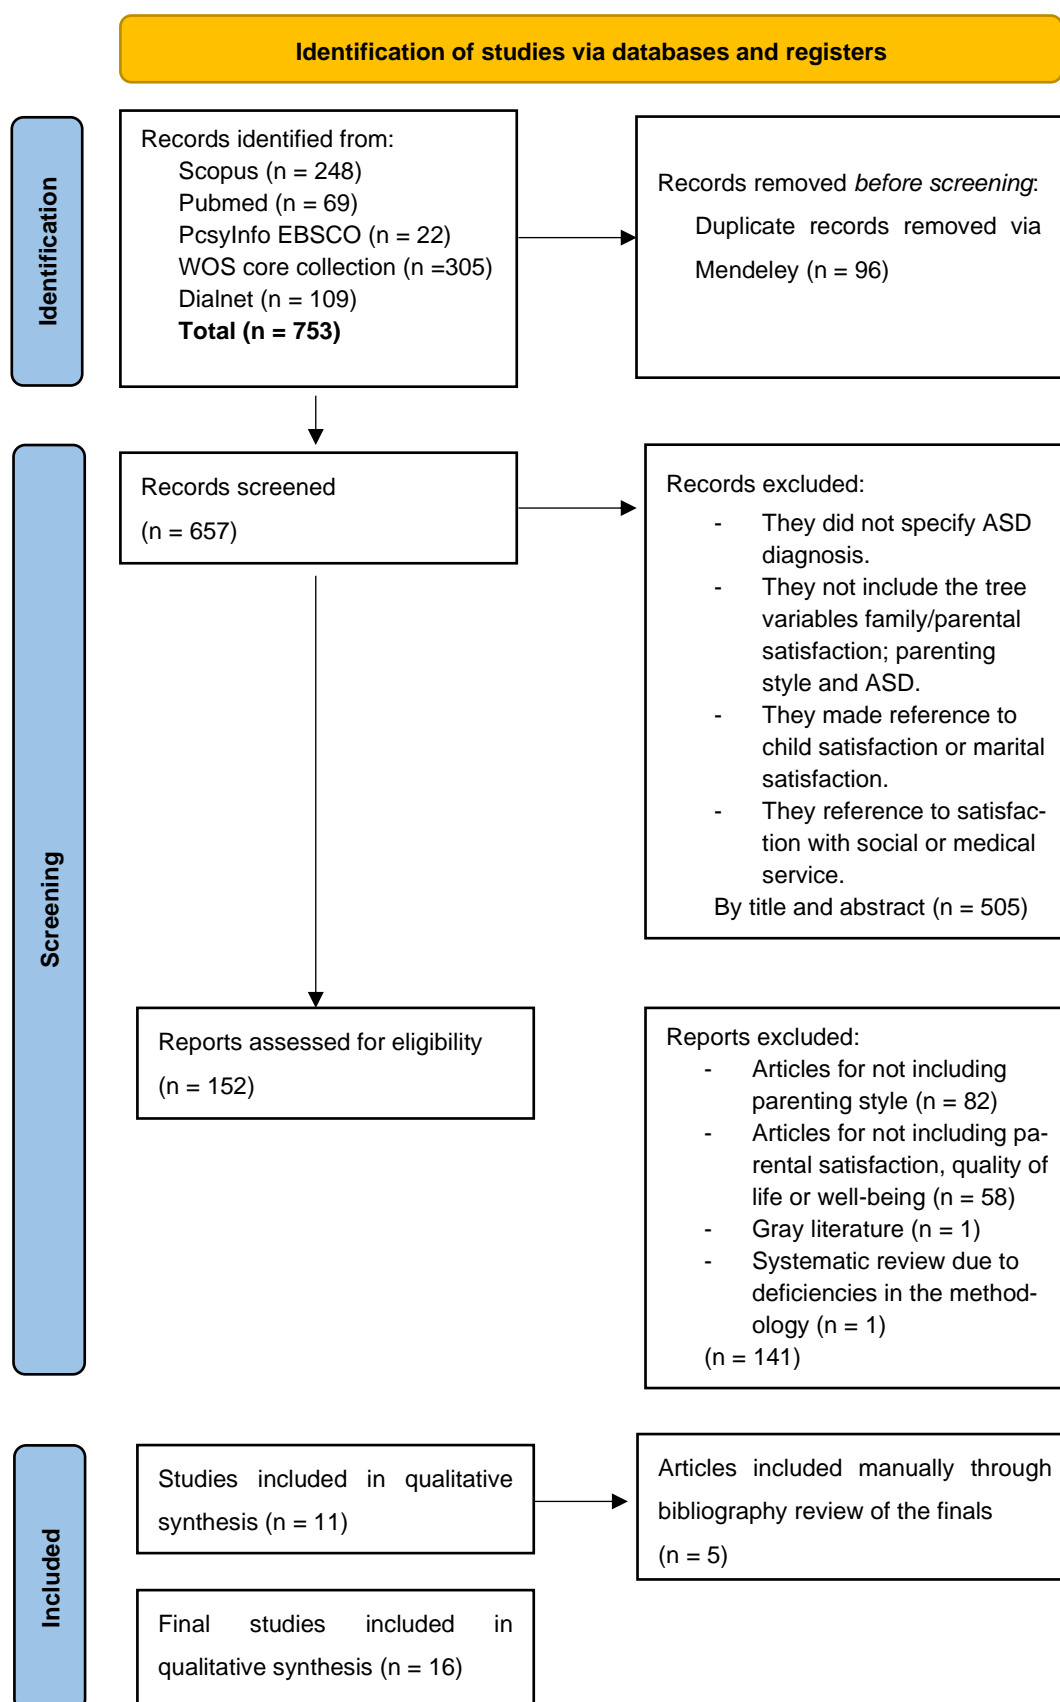 Identification of studies via databases and registers
Identification
Records identified from:
Scopus (n = 248)
Pubmed (n = 69)
PcsyInfo EBSCO (n = 22)
WOS core collection (n =305)
Dialnet (n = 109)
Total (n = 753)
Records removed before screening:
Duplicate records removed via
Mendeley (n = 96)
Screening
Records screened
(n = 657)
Records excluded:
- They did not specify ASD
diagnosis.
- They not include the tree
variables family/parental
satisfaction; parenting
style and ASD.
- They made reference to
child satisfaction or marital
satisfaction.
- They reference to satisfac-
tion with social or medical
service.
By title and abstract (n = 505)
Reports assessed for eligibility
(n = 152)
Reports excluded:
- Articles for not including
parenting style (n = 82)
- Articles for not including pa-
rental satisfaction, quality of
life or well-being (n = 58)
- Gray literature (n = 1)
- Systematic review due to
deficiencies in the method-
ology (n = 1)
(n = 141)
Included
Studies included in qualitative
synthesis (n = 11)
Articles included manually through
bibliography review of the finals
(n = 5)
Final studies included in
qualitative synthesis (n = 16)